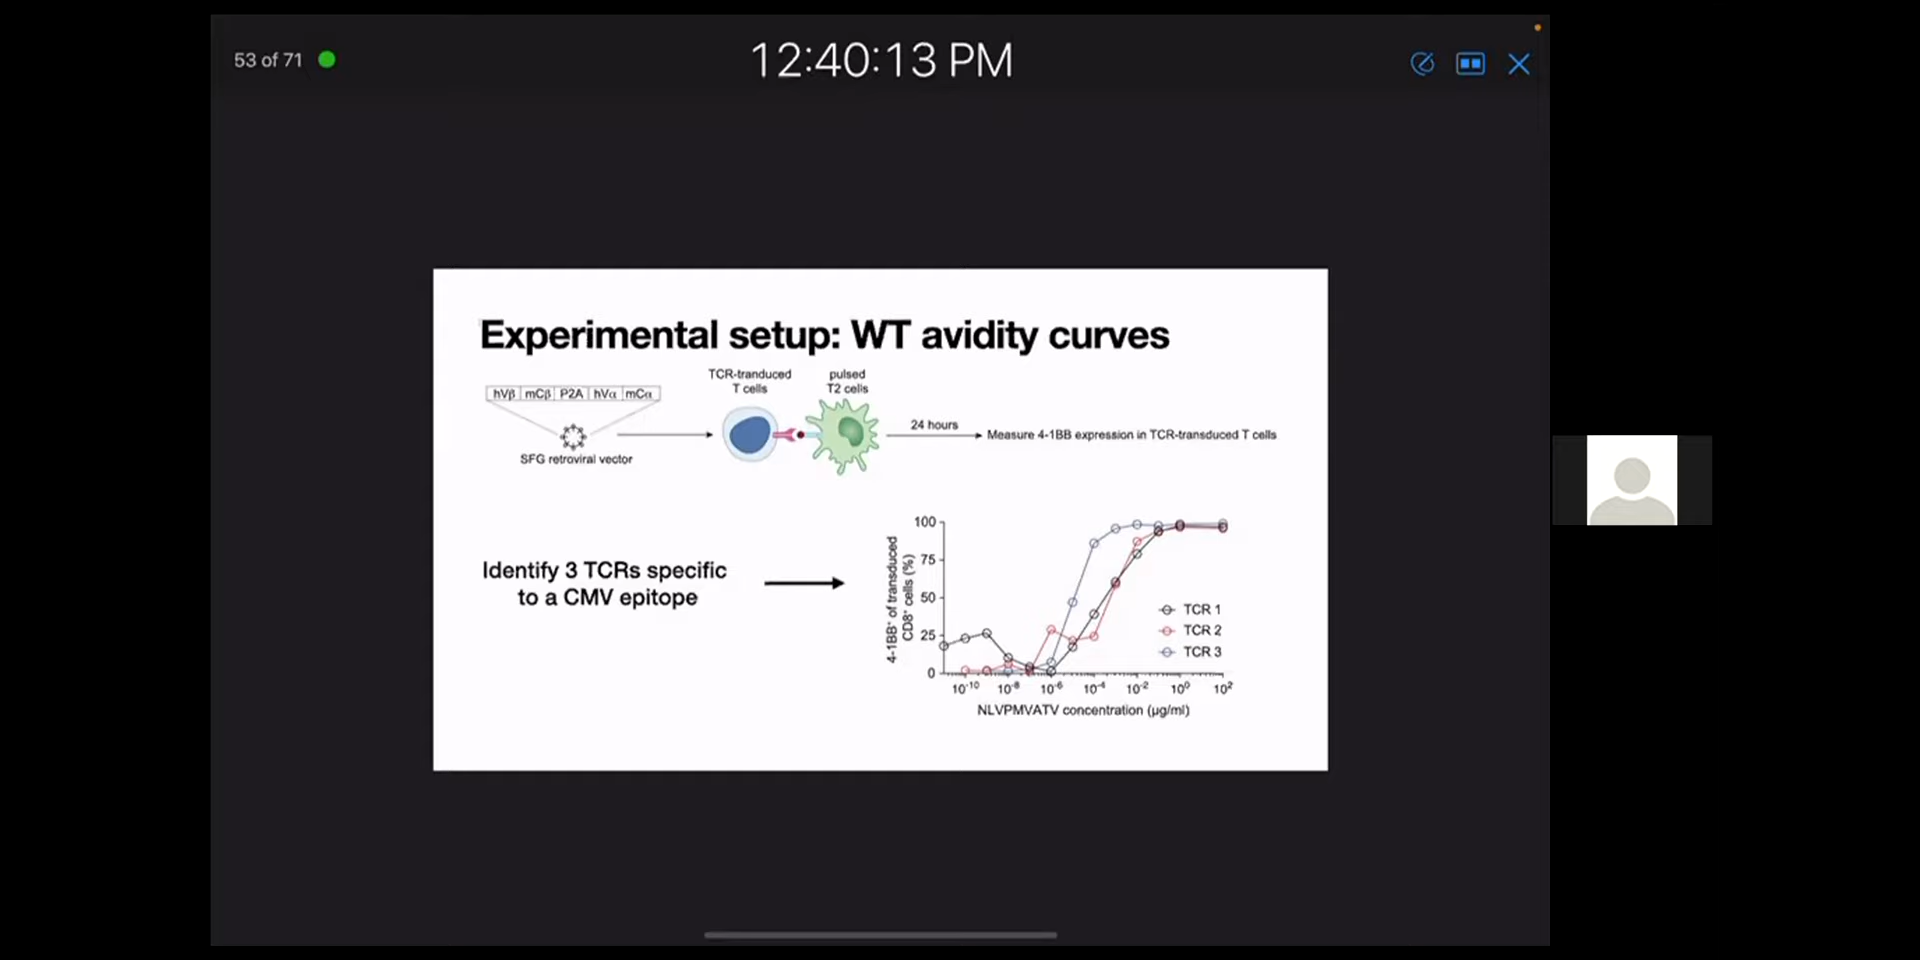 53 of 71
12:40:13 PM
Experimental setup: WT avidity curves
hVβ mCβ P2A hVα mCα
SFG retroviral vector
TCR-tranduced
T cells
pulsed
T2 cells
24 hours
Measure 4-1BB expression in TCR-transduced T cells
Identify 3 TCRs specific
to a CMV epitope
4-1BB⁺ of transduced
CD8⁺ cells (%)
100
75
50
25
0
TCR 1
TCR 2
TCR 3
10⁻¹⁰ 10⁻⁸ 10⁻⁶ 10⁻⁴ 10⁻² 10⁰ 10²
NLVPMVATV concentration (μg/ml)